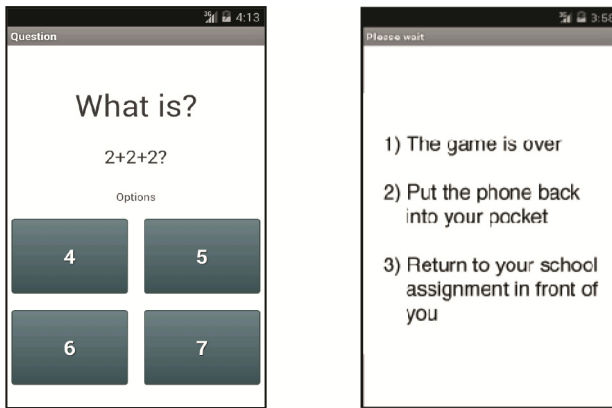 3G 4:13
Question
What is?
2+2+2?
Options
4 5
6 7
3G 3:58
Please wait
1) The game is over
2) Put the phone back
into your pocket
3) Return to your school
assignment in front of
you